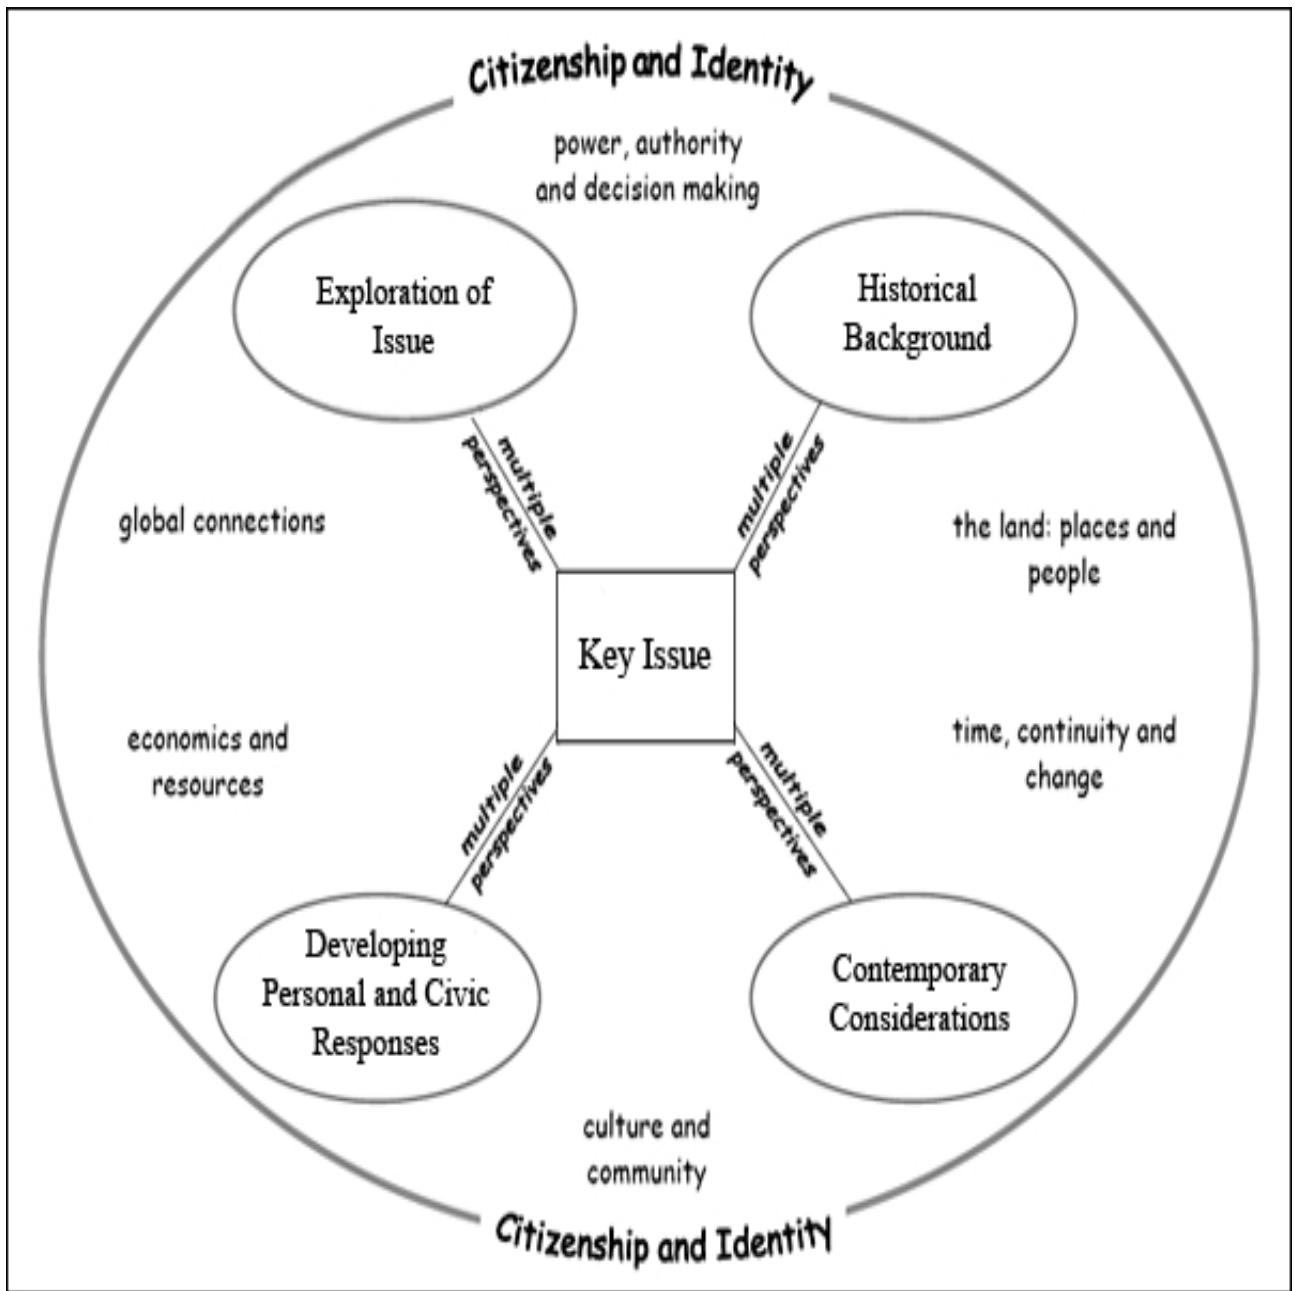 Citizenship and Identity
power, authority
and decision making
Exploration of
Issue
Historical
Background
multiple
perspectives
multiple
perspectives
global connections
the land: places and
people
Key Issue
economics and
resources
time, continuity and
change
multiple
perspectives
multiple
perspectives
Developing
Personal and Civic
Responses
Contemporary
Considerations
culture and
community
Citizenship and Identity